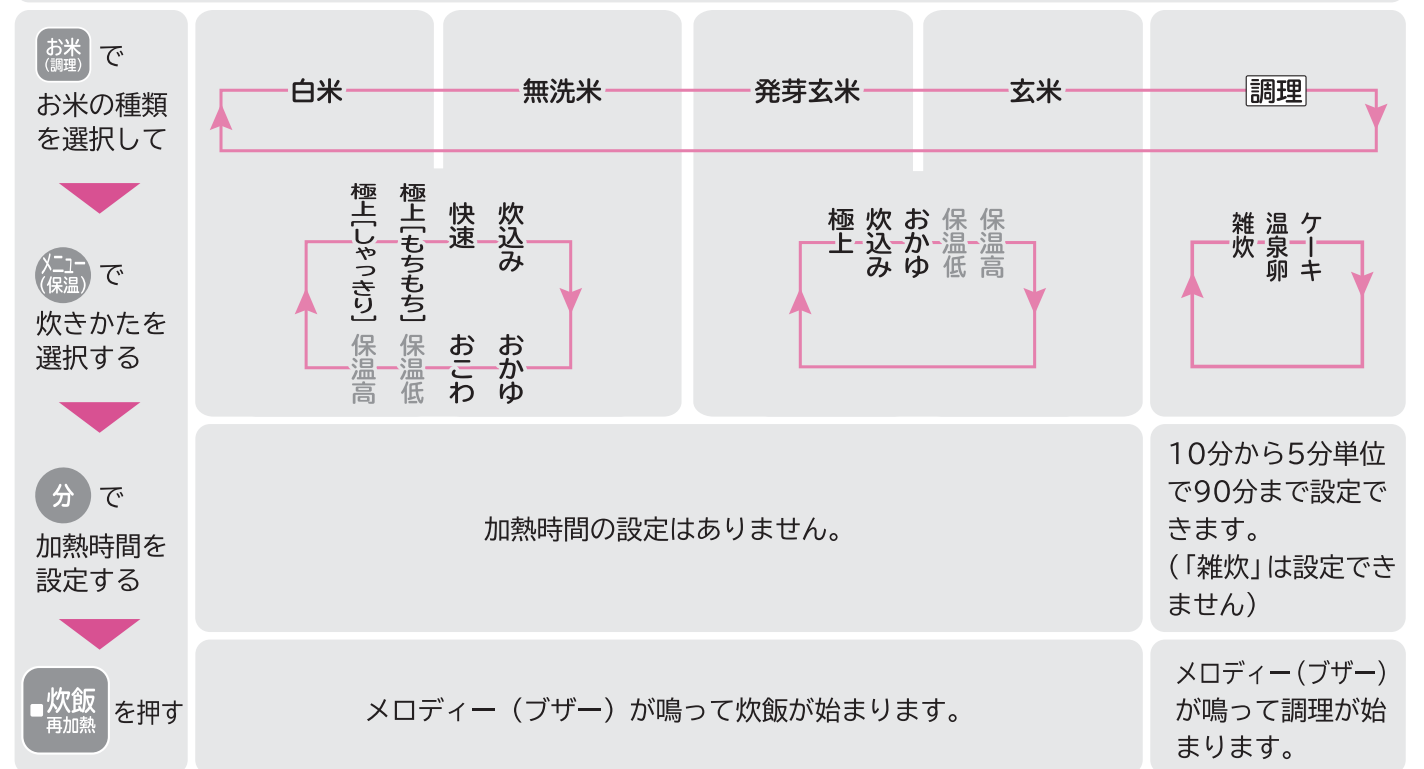 お米
(調理)
で
お米の種類
を選択して
白米
無洗米
発芽玄米
玄米
調理
メニュー
(保温)
で
炊きかたを
選択する
極上[しゃっきり]
極上[もちもち]
快速
炊込み
保温高
保温低
おこわ
おかゆ
極上
炊込み
おかゆ
保温低
保温高
雑炊
温泉卵
ケーキ
分
で
加熱時間を
設定する
加熱時間の設定はありません。
10分から5分単位
で90分まで設定で
きます。
(「雑炊」は設定でき
ません)
炊飯
再加熱
を押す
メロディー(ブザー)が鳴って炊飯が始まります。
メロディー(ブザー)
が鳴って調理が始
まります。